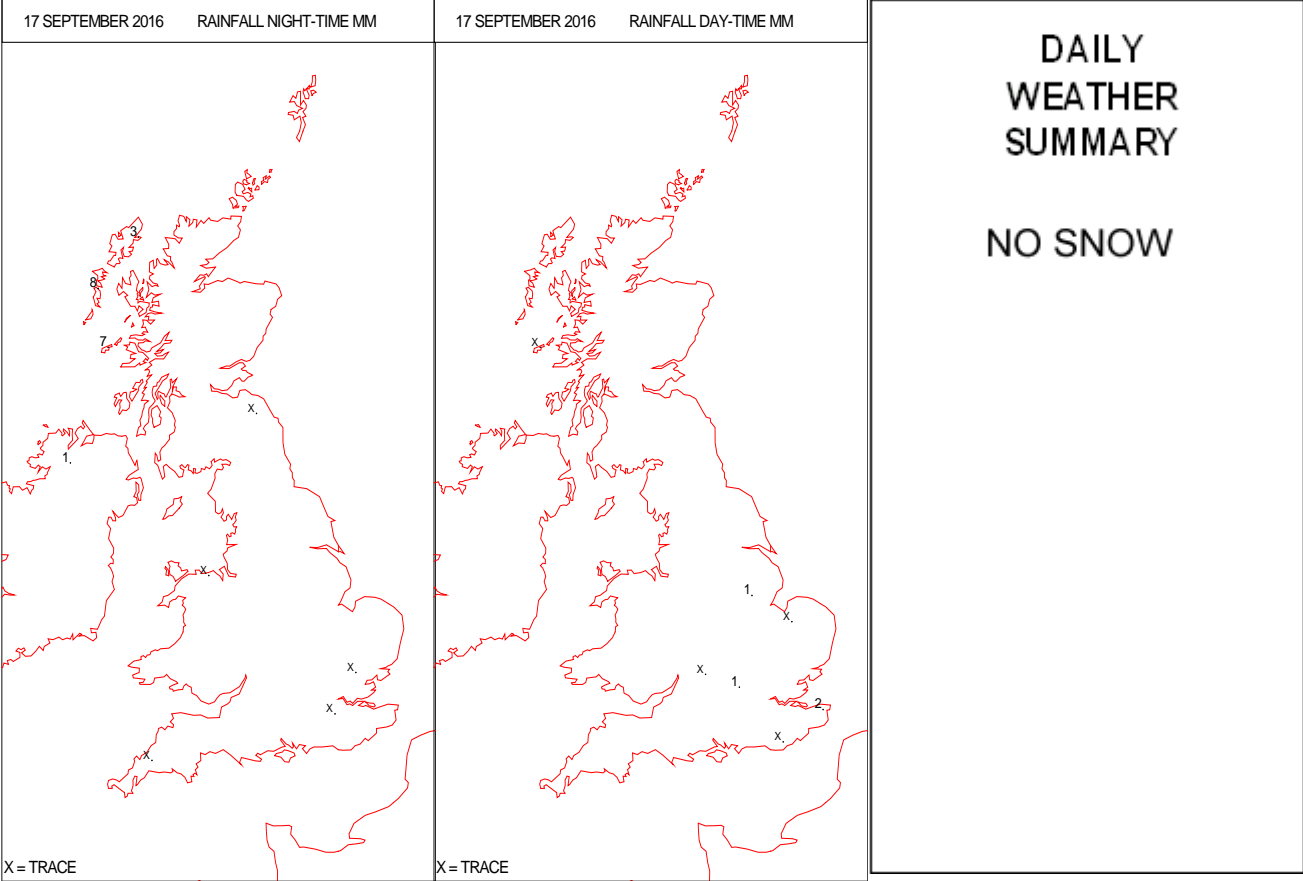 17 SEPTEMBER 2016 RAINFALL NIGHT-TIME MM
3.
8
7
X.
1.
X.
X.
X.
X.
X = TRACE
17 SEPTEMBER 2016 RAINFALL DAY-TIME MM
X
1.
X.
X.
1.
2.
X.
X = TRACE
DAILY
WEATHER
SUMMARY
NO SNOW